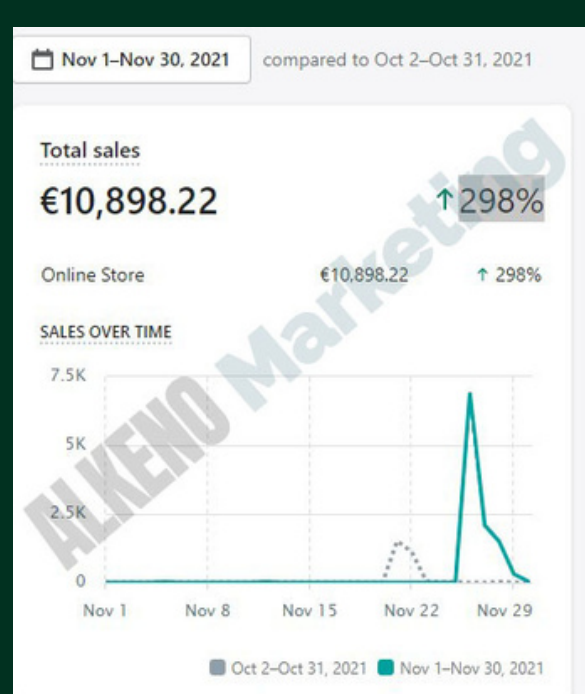 Nov 1–Nov 30, 2021 compared to Oct 2–Oct 31, 2021
Total sales
€10,898.22 ↑ 298%
Online Store €10,898.22 ↑ 298%
SALES OVER TIME
7.5K
5K
2.5K
0
Nov 1 Nov 8 Nov 15 Nov 22 Nov 29
Oct 2–Oct 31, 2021 Nov 1–Nov 30, 2021
ALKENO Marketing